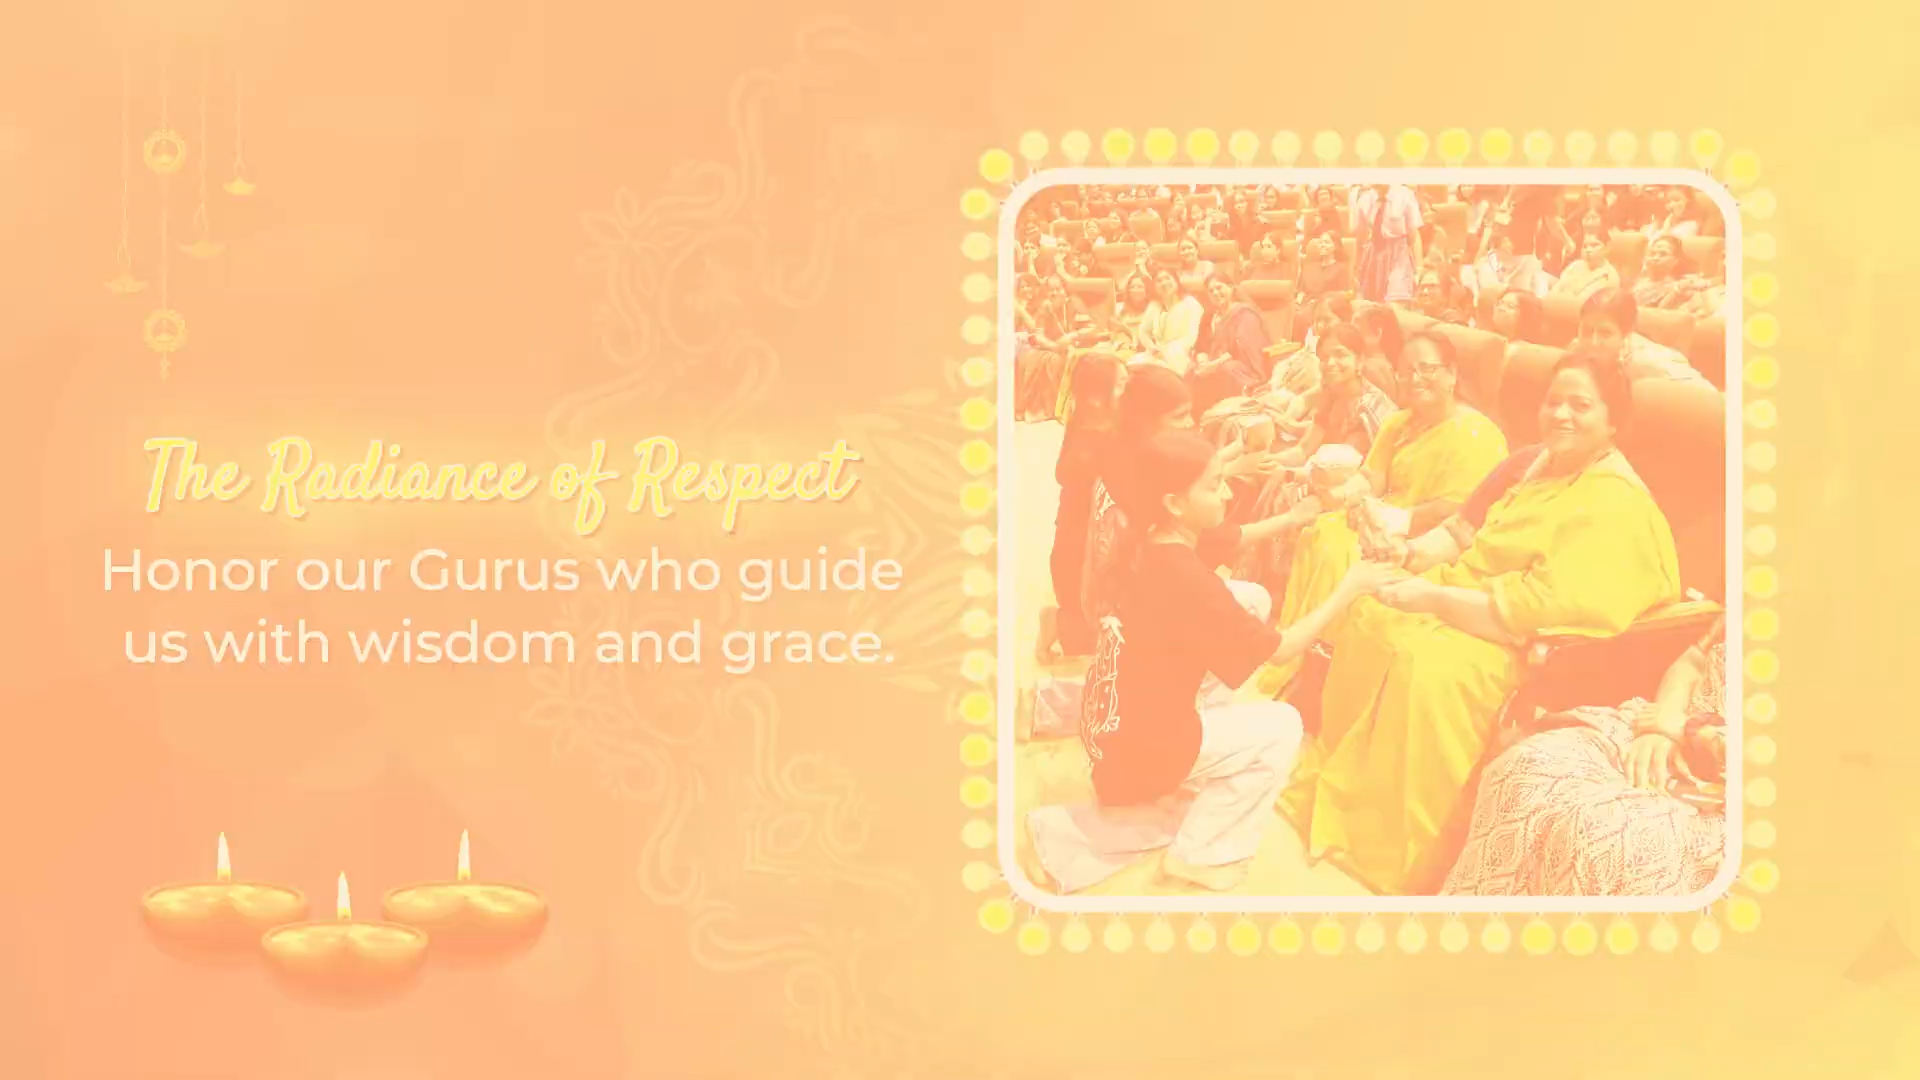 The Radiance of Respect
Honor our Gurus who guide
us with wisdom and grace.